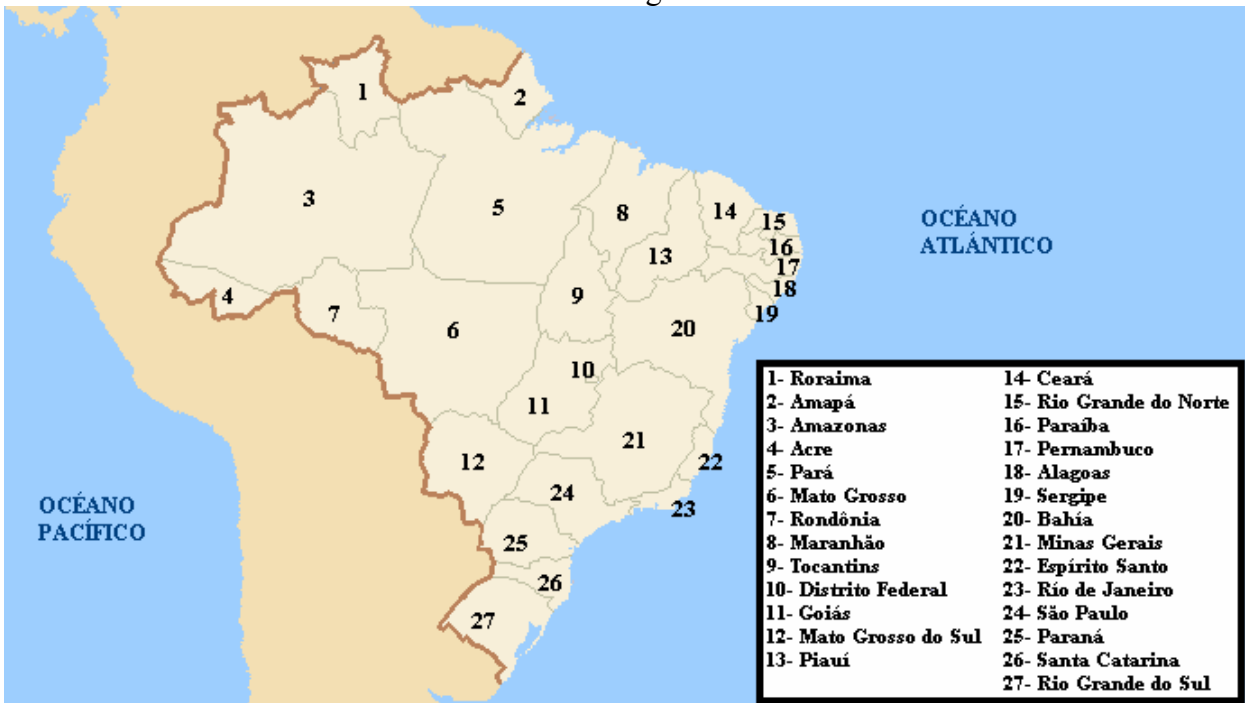 1
2
3
5
8
14
15
13
16
17
4
7
6
9
18
19
20
10
11
21
12
22
24
23
25
26
27
OCÉANO
ATLÁNTICO
OCÉANO
PACÍFICO
1- Roraima
2- Amapá
3- Amazonas
4- Acre
5- Pará
6- Mato Grosso
7- Rondônia
8- Maranhão
9- Tocantins
10- Distrito Federal
11- Goiás
12- Mato Grosso do Sul
13- Piauí
14- Ceará
15- Rio Grande do Norte
16- Paraíba
17- Pernambuco
18- Alagoas
19- Sergipe
20- Bahía
21- Minas Gerais
22- Espírito Santo
23- Río de Janeiro
24- São Paulo
25- Paraná
26- Santa Catarina
27- Rio Grande do Sul